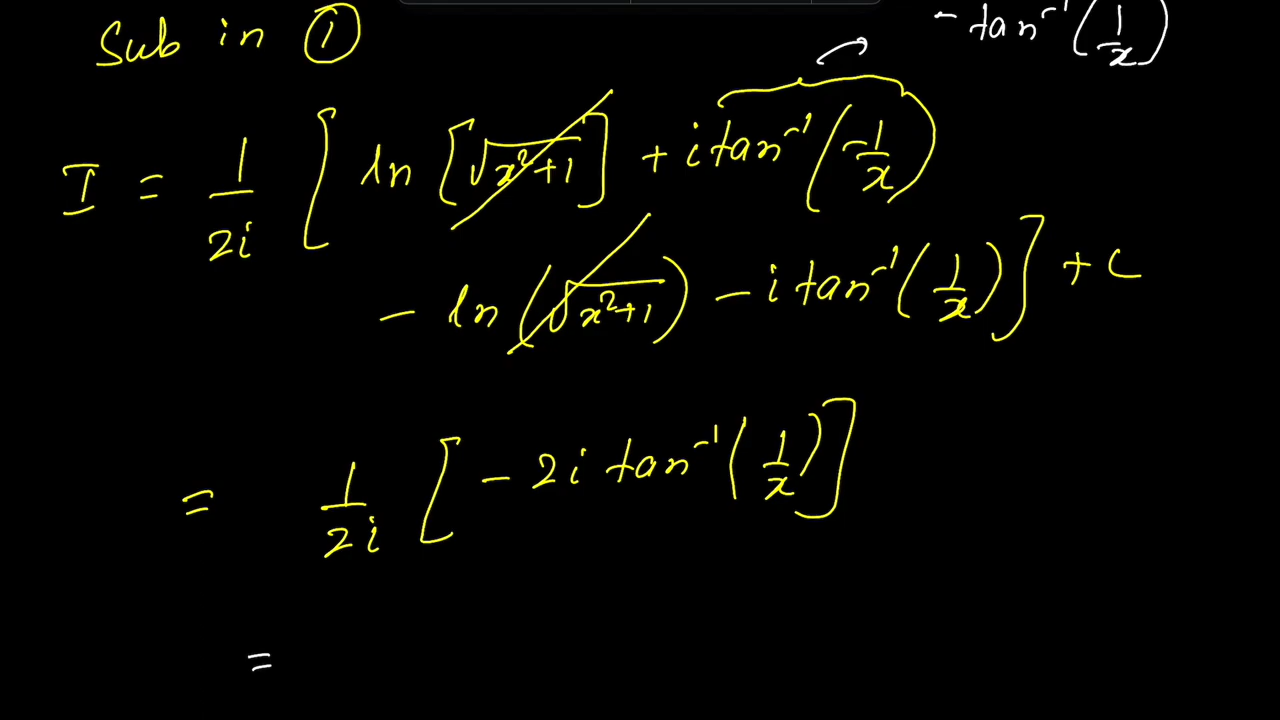 Sub in ①
- tan⁻¹(1/x)
I = 1/2i [ ln [√x²+1] + i tan⁻¹(-1/x)
- ln (√x²+1) - i tan⁻¹(1/x) ] + C
= 1/2i [ - 2i tan⁻¹(1/x) ]
=